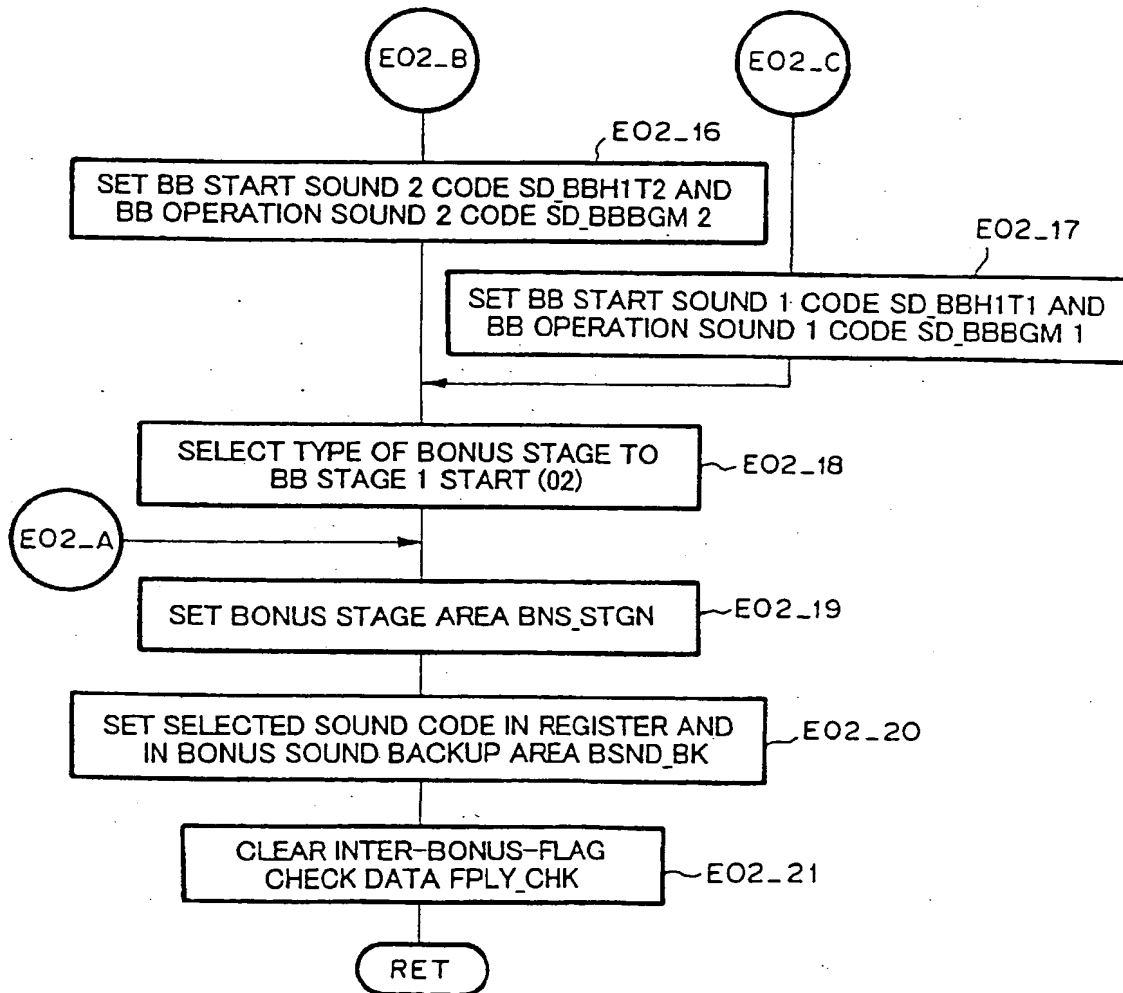 E02_B
E02_C
E02_16
SET BB START SOUND 2 CODE SD_BBH1T2 AND
BB OPERATION SOUND 2 CODE SD_BBBGM 2
E02_17
SET BB START SOUND 1 CODE SD_BBH1T1 AND
BB OPERATION SOUND 1 CODE SD_BBBGM 1
SELECT TYPE OF BONUS STAGE TO
BB STAGE 1 START (02)
E02_18
E02_A
SET BONUS STAGE AREA BNS_STGN
E02_19
SET SELECTED SOUND CODE IN REGISTER AND
IN BONUS SOUND BACKUP AREA BSND_BK
E02_20
CLEAR INTER-BONUS-FLAG
CHECK DATA FPLY_CHK
E02_21
RET